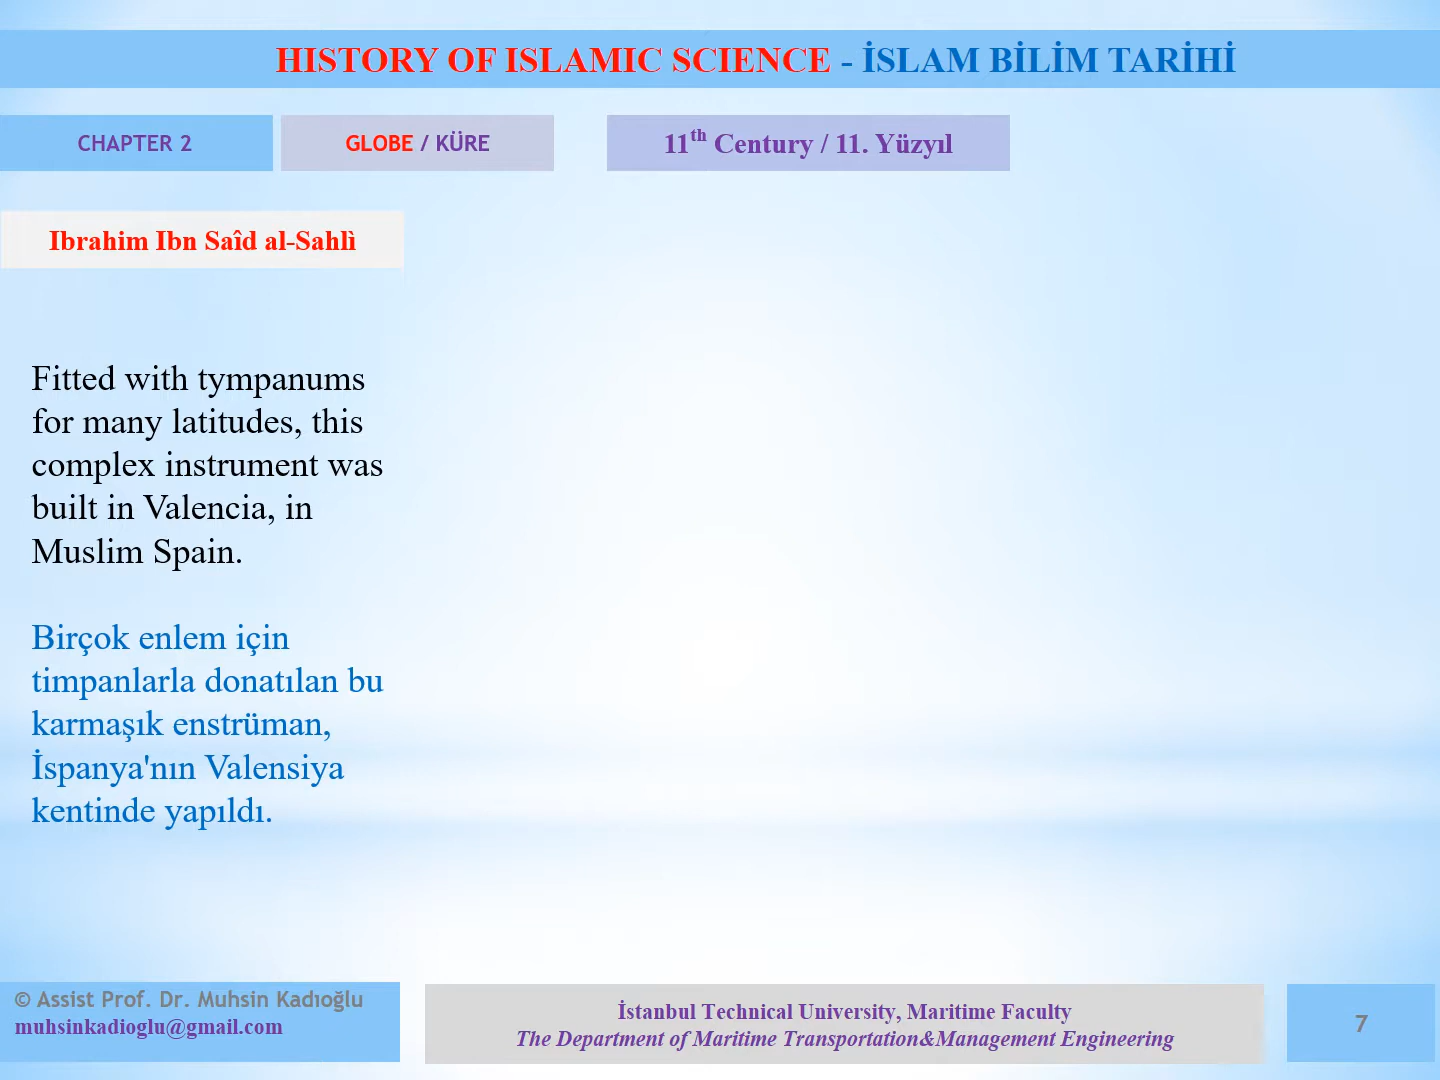 HISTORY OF ISLAMIC SCIENCE - İSLAM BİLİM TARİHİ
CHAPTER 2
GLOBE / KÜRE
11th Century / 11. Yüzyıl
Ibrahim Ibn Saîd al-Sahlì
Fitted with tympanums
for many latitudes, this
complex instrument was
built in Valencia, in
Muslim Spain.
Birçok enlem için
timpanlarla donatılan bu
karmaşık enstrüman,
İspanya'nın Valensiya
kentinde yapıldı.
© Assist Prof. Dr. Muhsin Kadıoğlu
muhsinkadioglu@gmail.com
İstanbul Technical University, Maritime Faculty
The Department of Maritime Transportation&Management Engineering
7